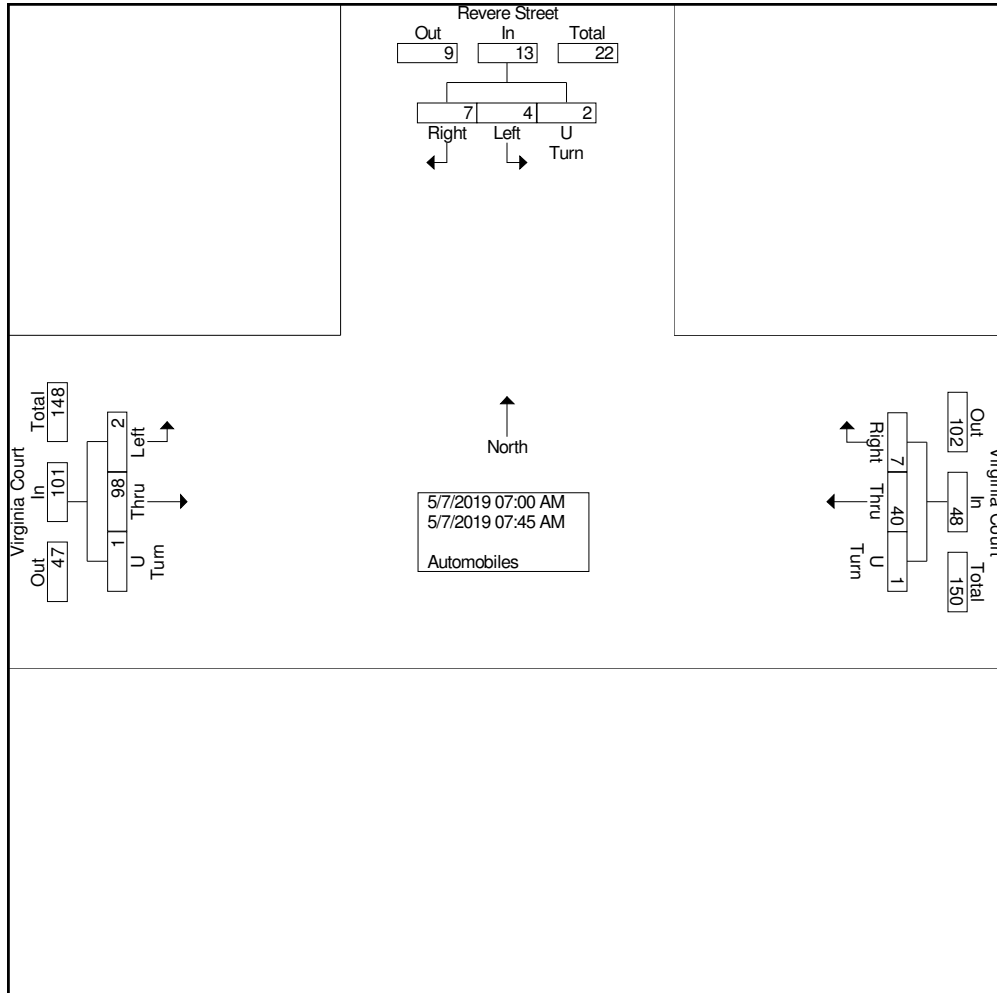 Revere Street
Out In Total
9 13 22
7 4 2
Right Left U
Turn
Virginia Court
Total In Out
148 101 47
2 98 1
Left Thru U
Turn
North
5/7/2019 07:00 AM
5/7/2019 07:45 AM
Automobiles
Virginia Court
Out In Total
102 48 150
7 40 1
Right Thru U
Turn